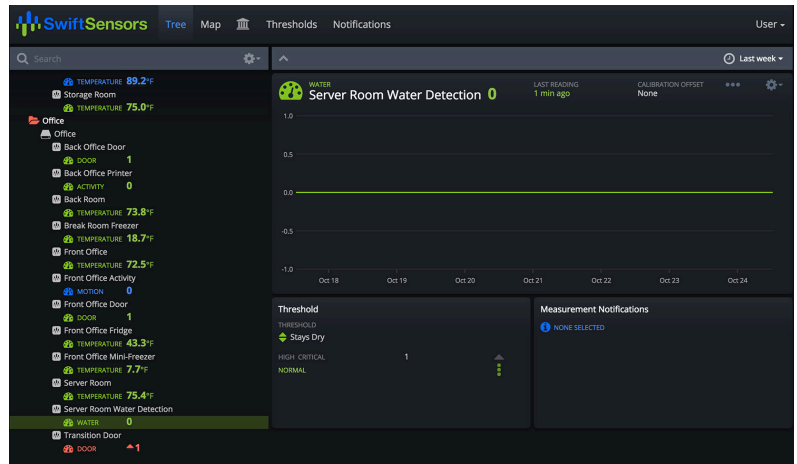 SwiftSensors Tree Map Thresholds Notifications User
Search
Last week
TEMPERATURE 89.2°F
Storage Room
TEMPERATURE 75.0°F
Office
Office
Back Office Door
DOOR 1
Back Office Printer
ACTIVITY 0
Back Room
TEMPERATURE 73.8°F
Break Room Freezer
TEMPERATURE 18.7°F
Front Office
TEMPERATURE 72.5°F
Front Office Activity
MOTION 0
Front Office Door
DOOR 1
Front Office Fridge
TEMPERATURE 43.3°F
Front Office Mini-Freezer
TEMPERATURE 7.7°F
Server Room
TEMPERATURE 75.4°F
Server Room Water Detection
WATER 0
Transition Door
DOOR 1
WATER
Server Room Water Detection 0
LAST READING
1 min ago
CALIBRATION OFFSET
None
1.0
0.5
0.0
-0.5
-1.0
Oct 18 Oct 19 Oct 20 Oct 21 Oct 22 Oct 23 Oct 24
Threshold
THRESHOLD
Stays Dry
HIGH CRITICAL 1
NORMAL
Measurement Notifications
NONE SELECTED